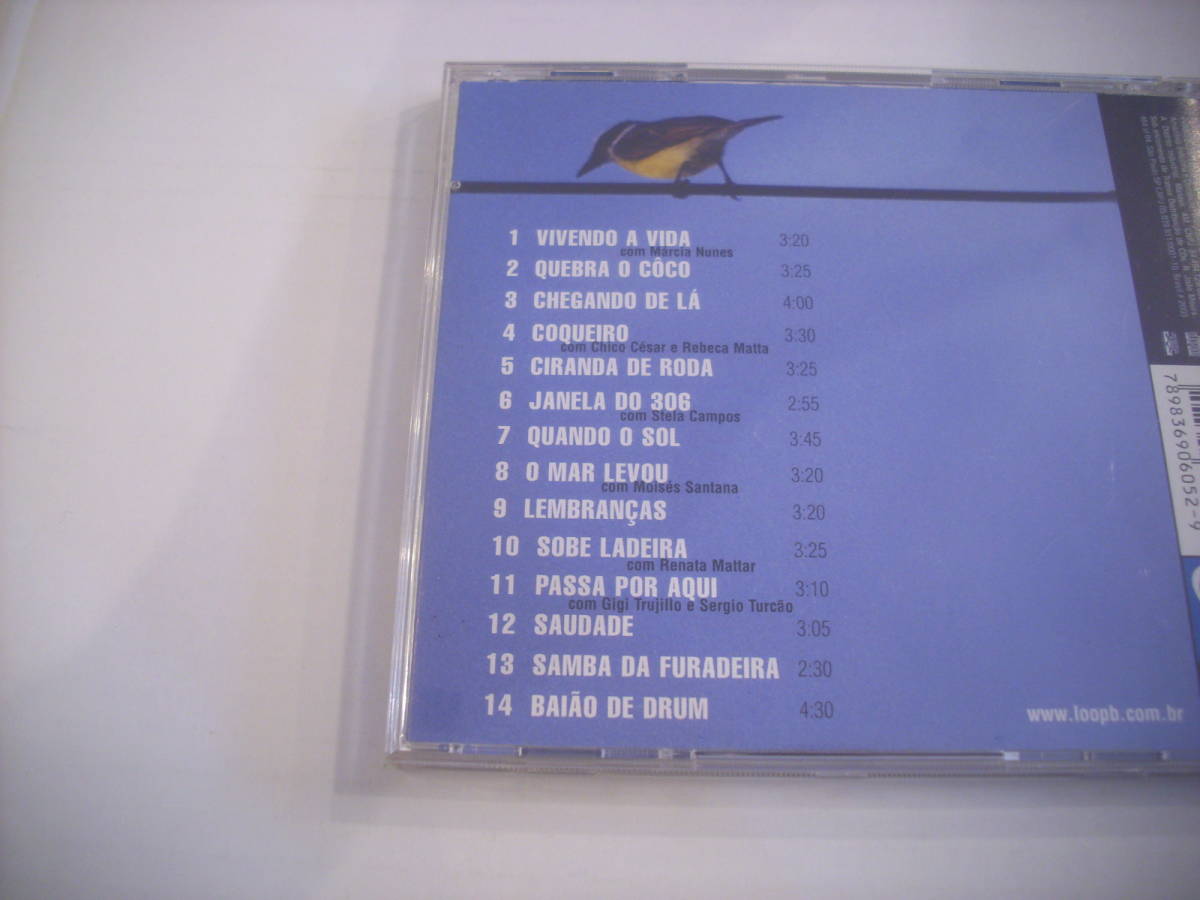 1 VIVENDO A VIDA 3:20
com Márcia Nunes
2 QUEBRA O CÔCO 3:25
3 CHEGANDO DE LÁ 4:00
4 COQUEIRO 3:30
com Chico César e Rebeca Matta
5 CIRANDA DE RODA 3:25
6 JANELA DO 306 2:55
com Stela Campos
7 QUANDO O SOL 3:45
8 O MAR LEVOU 3:20
com Moisés Santana
9 LEMBRANÇAS 3:20
10 SOBE LADEIRA 3:25
com Renata Mattar
11 PASSA POR AQUI 3:10
com Gigi Trujillo e Sergio Turcão
12 SAUDADE 3:05
13 SAMBA DA FURADEIRA 2:30
14 BAIÃO DE DRUM 4:30
www.loopb.com.br
789836906052-9